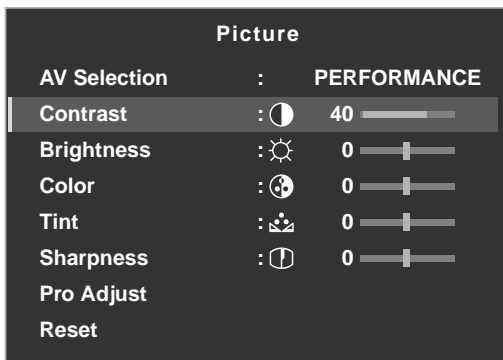 Picture
AV Selection : PERFORMANCE
Contrast : 40
Brightness : 0
Color : 0
Tint : 0
Sharpness : 0
Pro Adjust
Reset